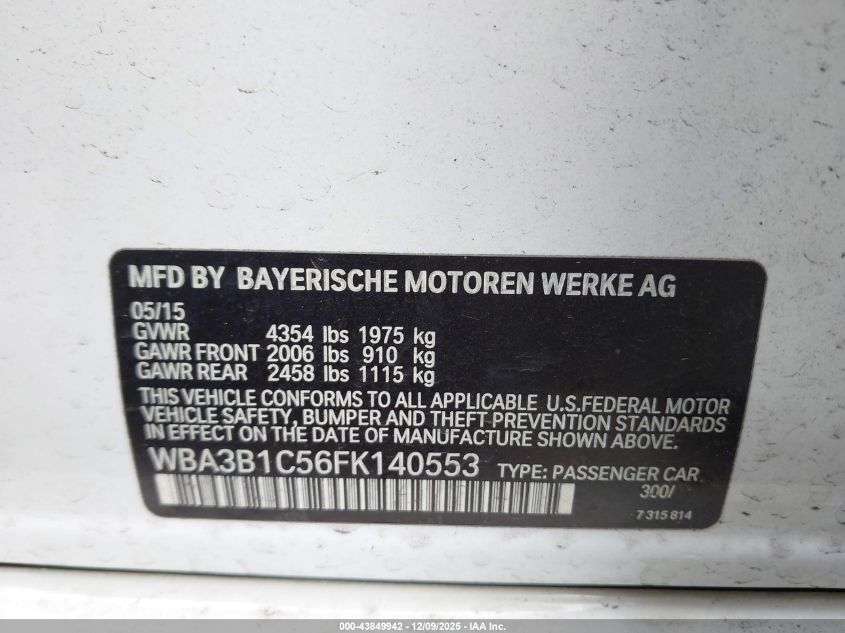 MFD BY BAYERISCHE MOTOREN WERKE AG
05/15
GVWR 4354 lbs 1975 kg
GAWR FRONT 2006 lbs 910 kg
GAWR REAR 2458 lbs 1115 kg
THIS VEHICLE CONFORMS TO ALL APPLICABLE U.S.FEDERAL MOTOR
VEHICLE SAFETY, BUMPER AND THEFT PREVENTION STANDARDS
IN EFFECT ON THE DATE OF MANUFACTURE SHOWN ABOVE.
WBA3B1C56FK140553 TYPE: PASSENGER CAR
300/
7315814
000-43849942 - 12/09/2025 - IAA Inc.